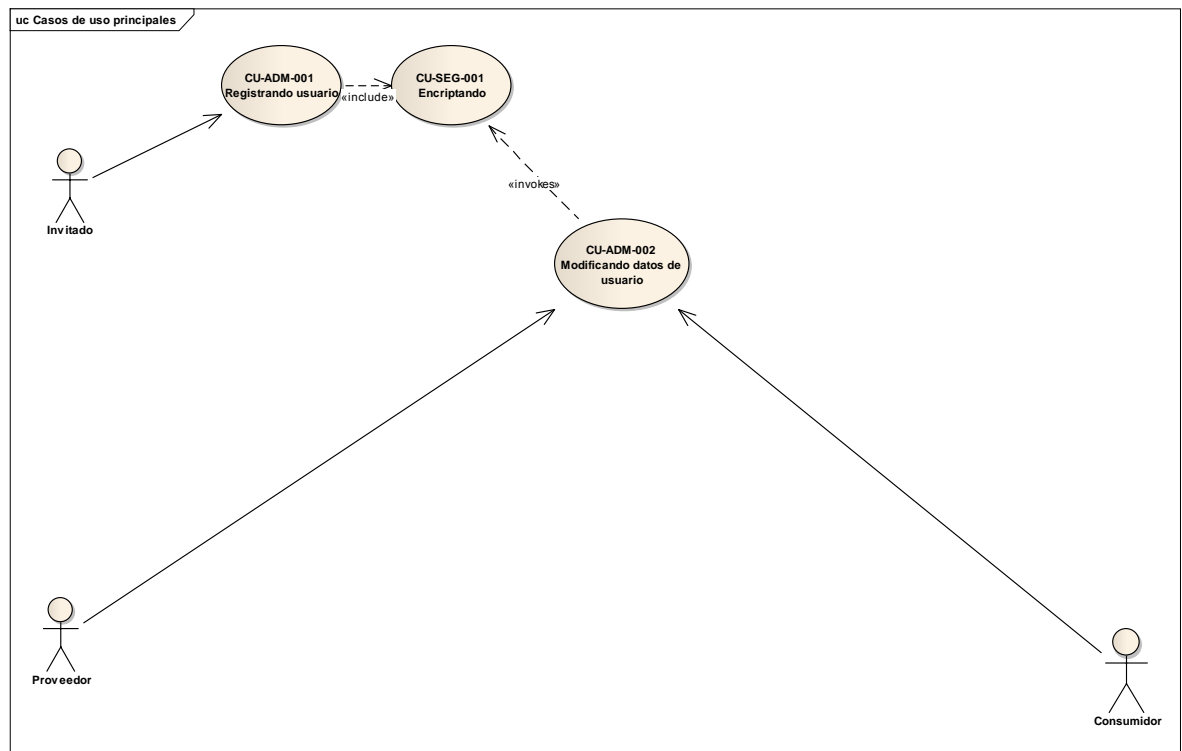 uc Casos de uso principales
CU-ADM-001
Registrando usuario
«include»
CU-SEG-001
Encriptando
Invitado
«invokes»
CU-ADM-002
Modificando datos de
usuario
Proveedor
Consumidor